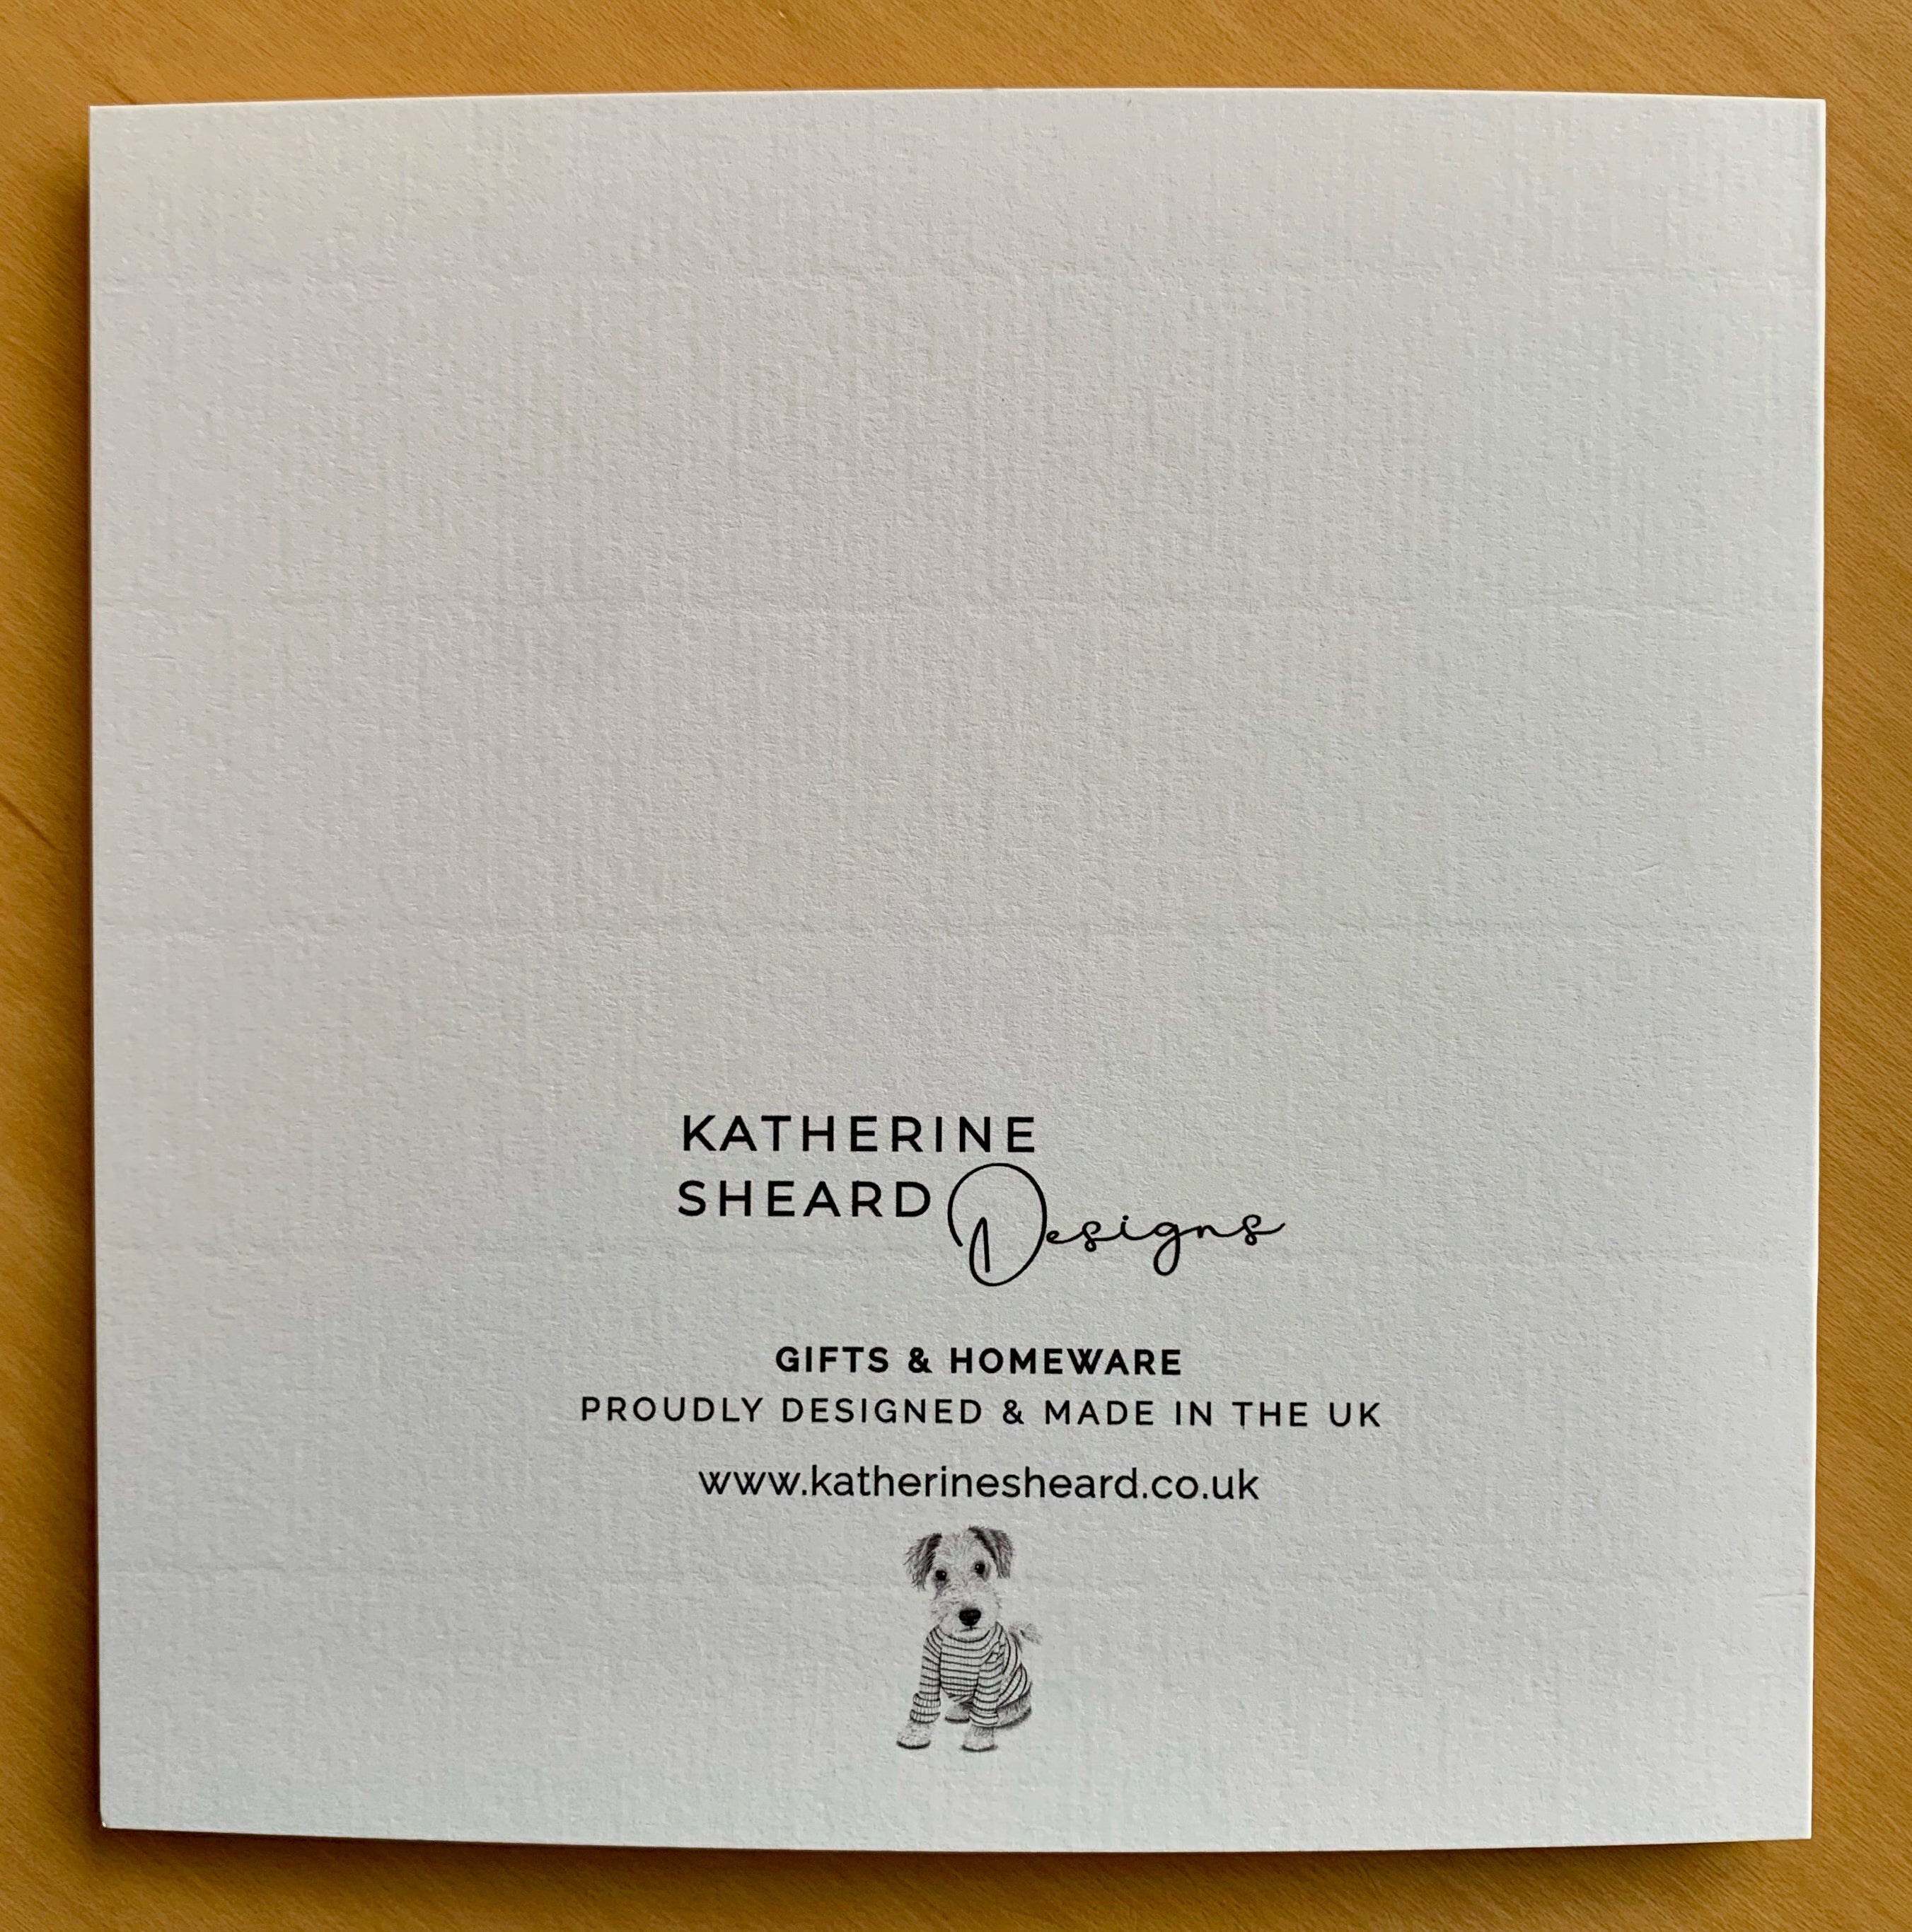 KATHERINE
SHEARD Designs
GIFTS & HOMEWARE
PROUDLY DESIGNED & MADE IN THE UK
www.katherinesheard.co.uk